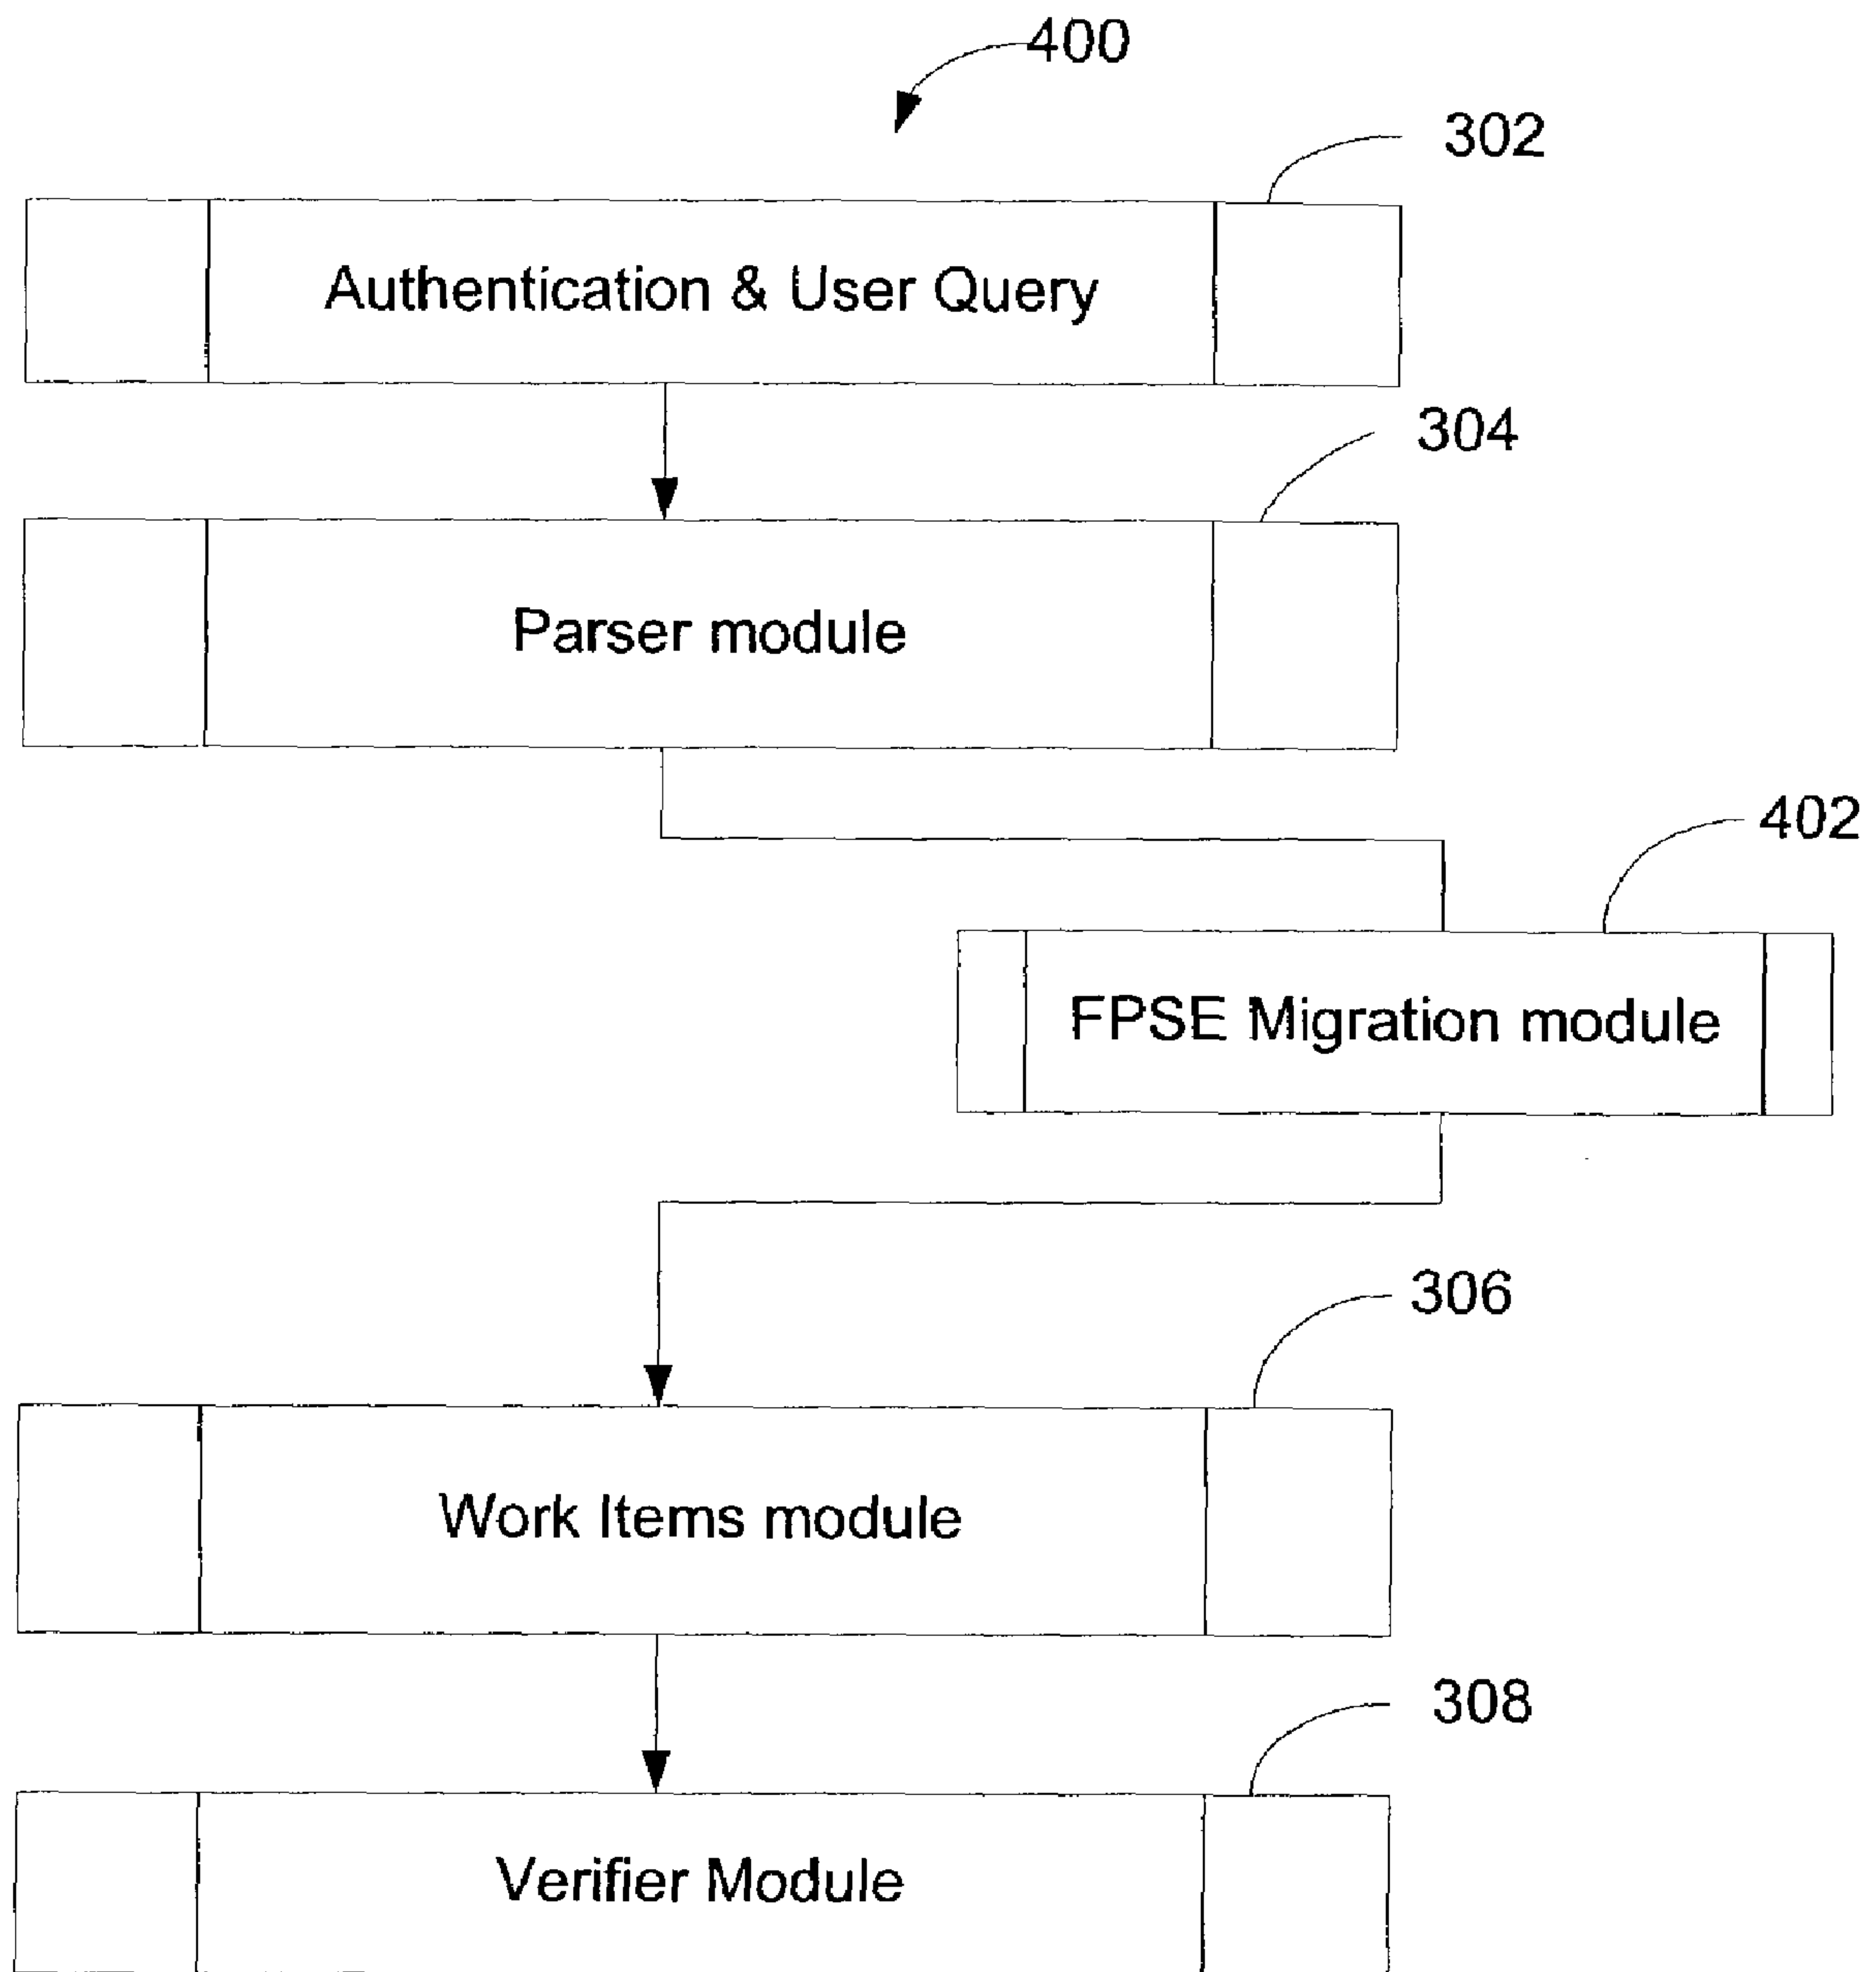 400
302
Authentication & User Query
304
Parser module
402
FPSE Migration module
306
Work Items module
308
Verifier Module